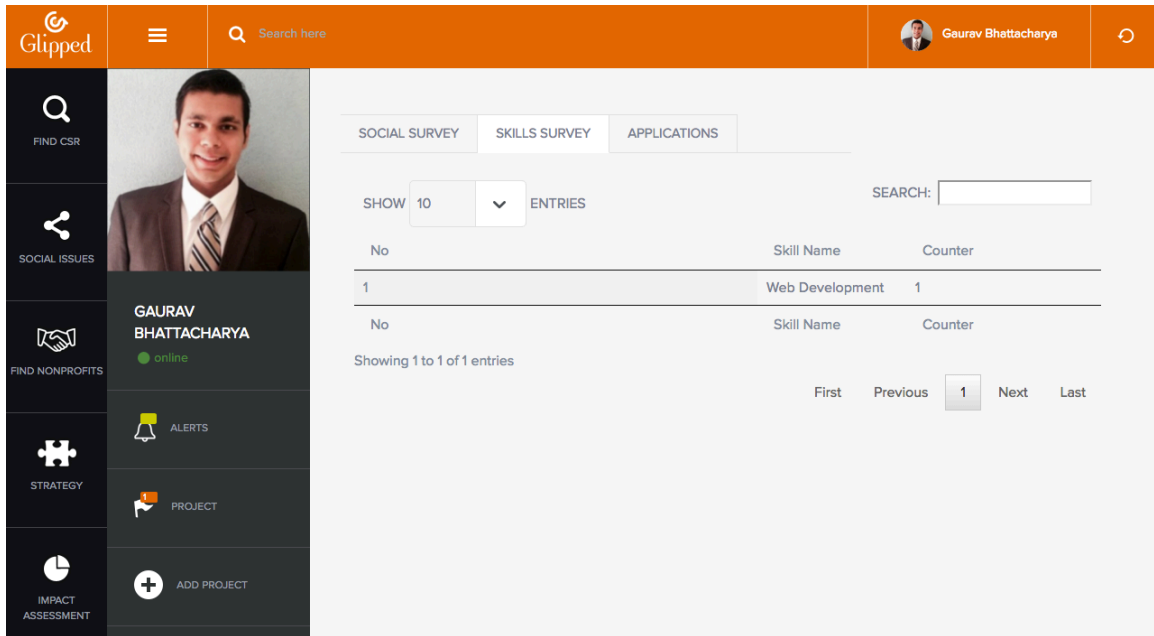 Glipped
Search here
Gaurav Bhattacharya
FIND CSR
SOCIAL ISSUES
FIND NONPROFITS
STRATEGY
IMPACT
ASSESSMENT
GAURAV
BHATTACHARYA
online
ALERTS
1
PROJECT
ADD PROJECT
SOCIAL SURVEY SKILLS SURVEY APPLICATIONS
SHOW 10 ENTRIES SEARCH:
No Skill Name Counter
1 Web Development 1
No Skill Name Counter
Showing 1 to 1 of 1 entries
First Previous 1 Next Last